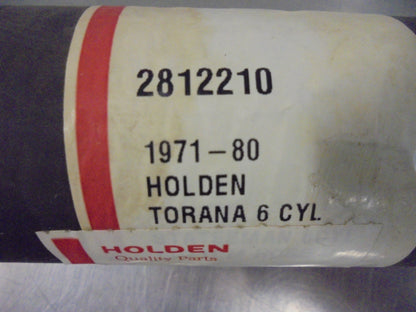 2812210
1971-80
HOLDEN
TORANA 6 CYL.
HOLDEN
Quality Parts